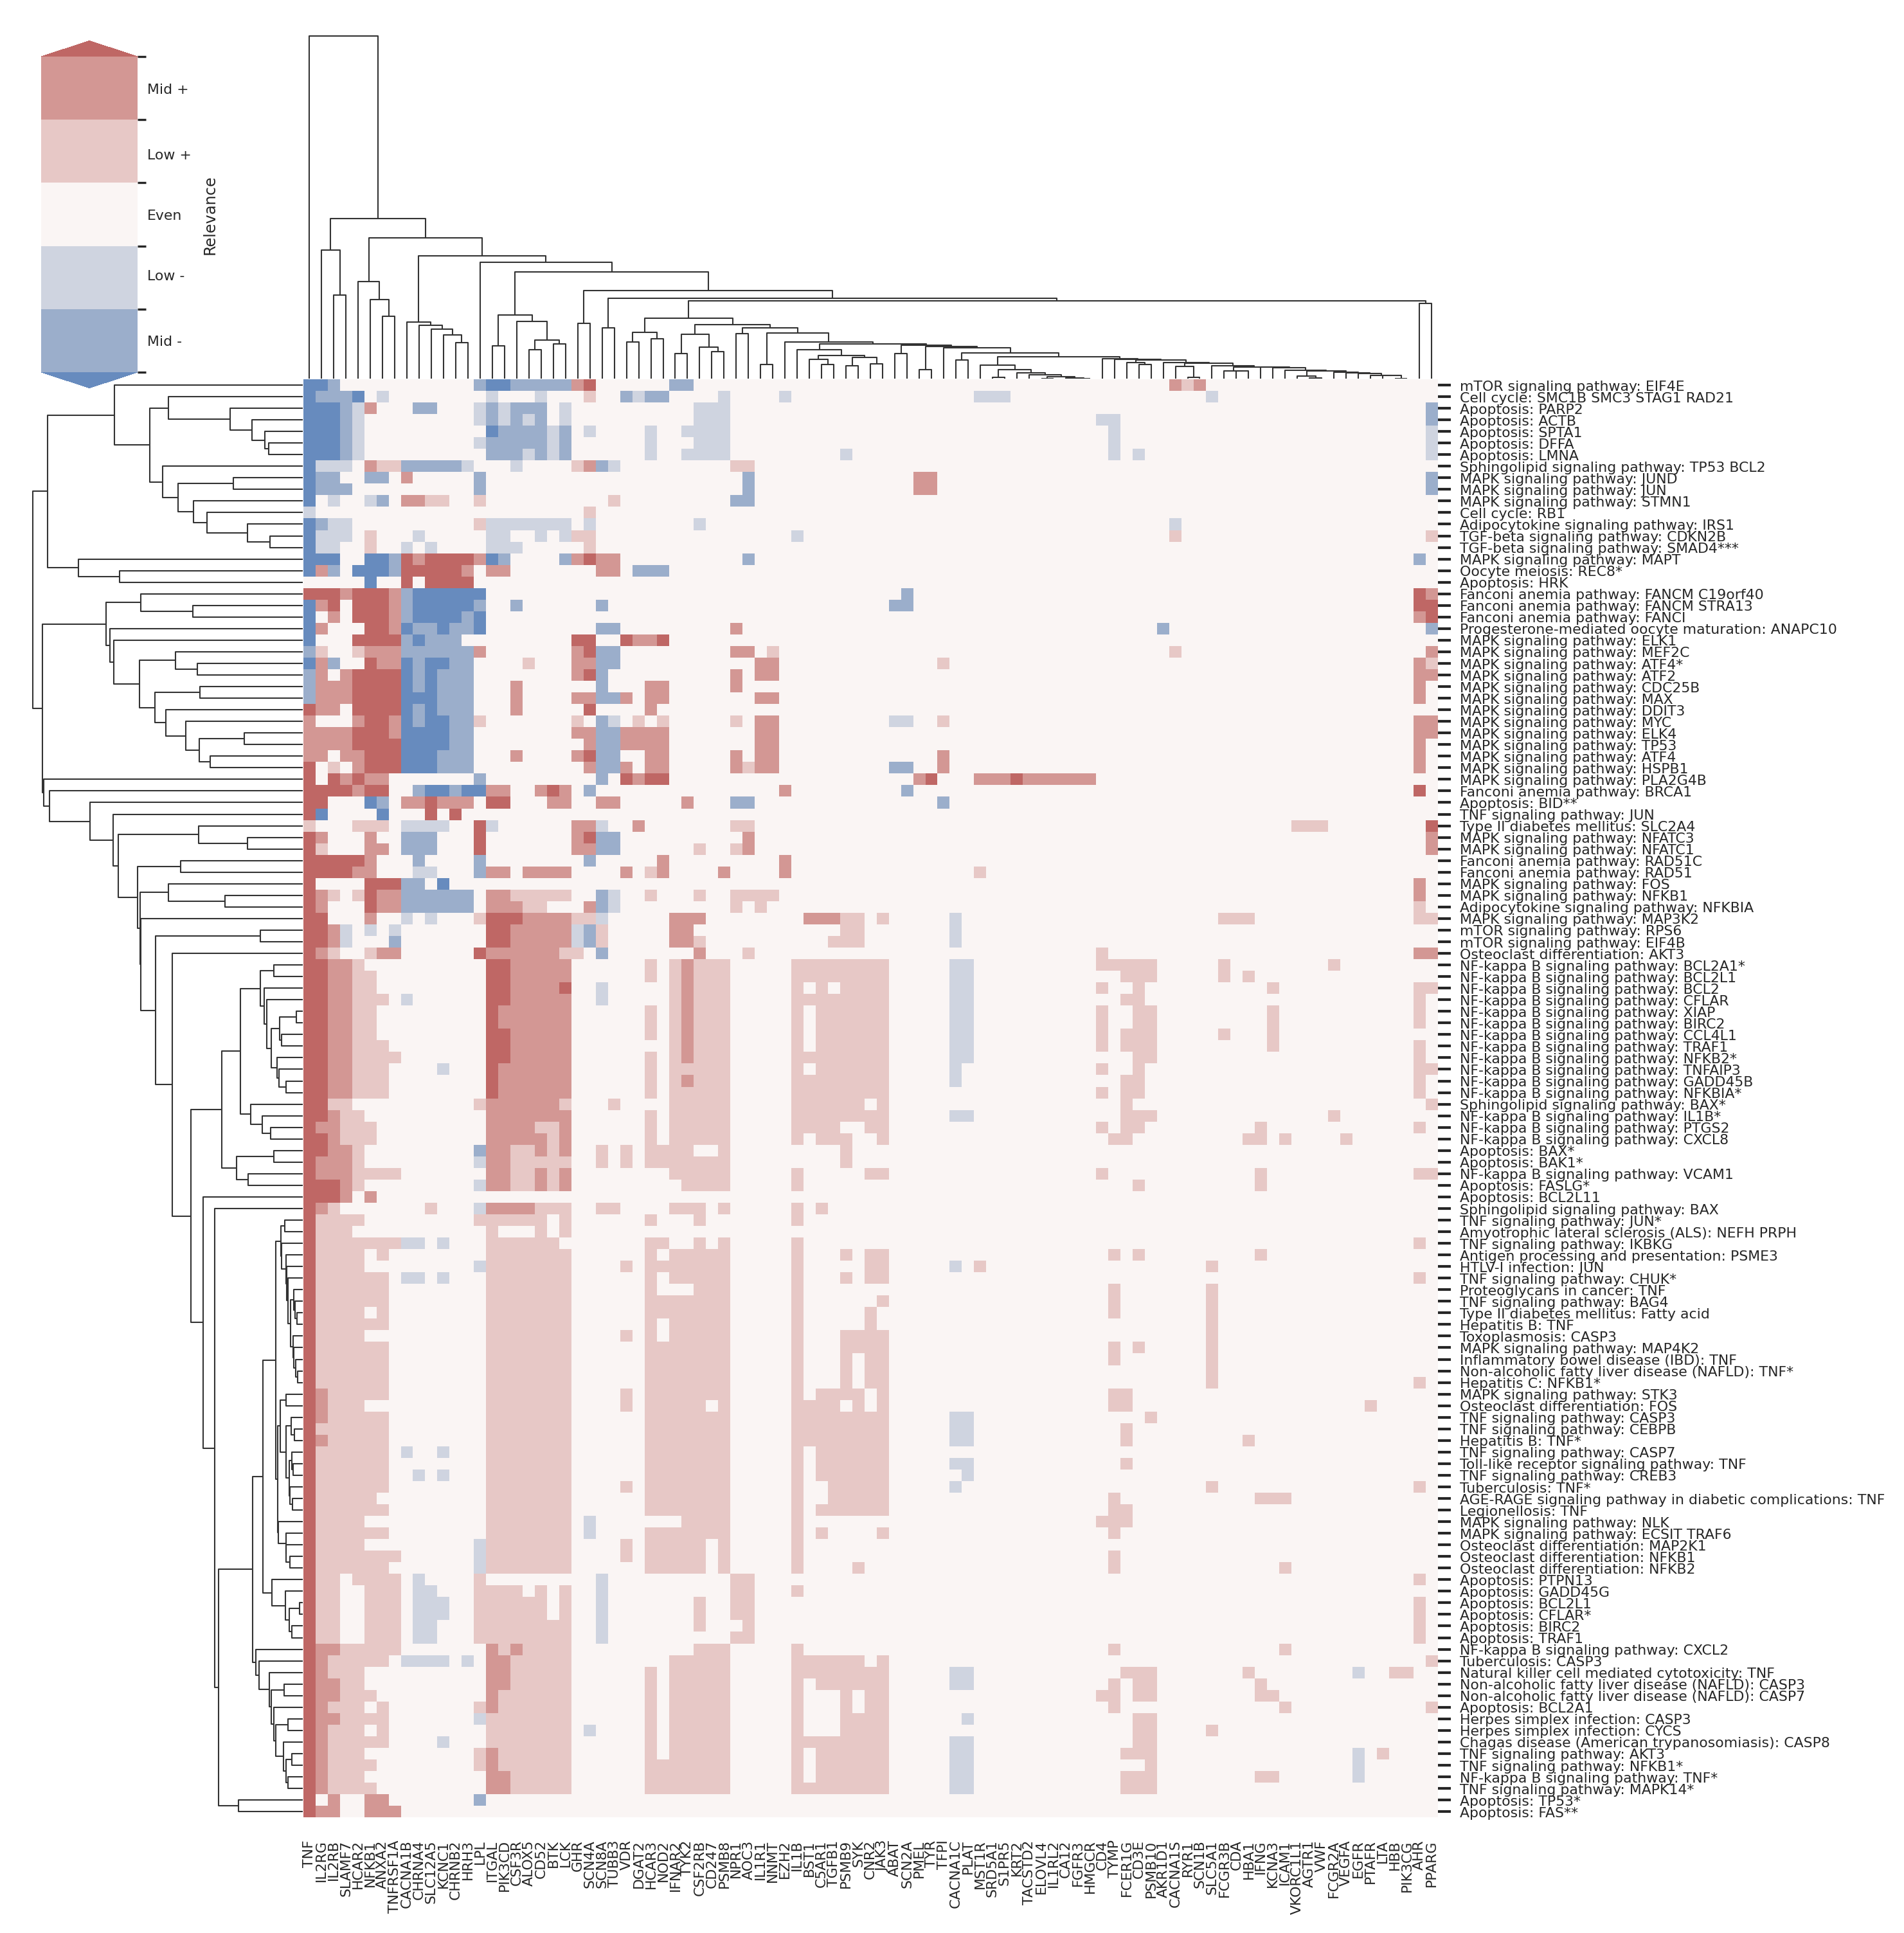 Mid +
Low +
Even
Low -
Mid -
Relevance
mTOR signaling pathway: EIF4E
Cell cycle: SMC1B SMC3 STAG1 RAD21
Apoptosis: PARP2
Apoptosis: ACTB
Apoptosis: SPTA1
Apoptosis: DFFA
Apoptosis: LMNA
Sphingolipid signaling pathway: TP53 BCL2
MAPK signaling pathway: JUND
MAPK signaling pathway: JUN
MAPK signaling pathway: STMN1
Cell cycle: RB1
Adipocytokine signaling pathway: IRS1
TGF-beta signaling pathway: CDKN2B
TGF-beta signaling pathway: SMAD4***
MAPK signaling pathway: MAPT
Oocyte meiosis: REC8*
Apoptosis: HRK
Fanconi anemia pathway: FANCM C19orf40
Fanconi anemia pathway: FANCM STRA13
Fanconi anemia pathway: FANCI
Progesterone-mediated oocyte maturation: ANAPC10
MAPK signaling pathway: ELK1
MAPK signaling pathway: MEF2C
MAPK signaling pathway: ATF4*
MAPK signaling pathway: ATF2
MAPK signaling pathway: CDC25B
MAPK signaling pathway: MAX
MAPK signaling pathway: DDIT3
MAPK signaling pathway: MYC
MAPK signaling pathway: ELK4
MAPK signaling pathway: TP53
MAPK signaling pathway: ATF4
MAPK signaling pathway: HSPB1
MAPK signaling pathway: PLA2G4B
Fanconi anemia pathway: BRCA1
Apoptosis: BID**
TNF signaling pathway: JUN
Type II diabetes mellitus: SLC2A4
MAPK signaling pathway: NFATC3
MAPK signaling pathway: NFATC1
Fanconi anemia pathway: RAD51C
Fanconi anemia pathway: RAD51
MAPK signaling pathway: FOS
MAPK signaling pathway: NFKB1
Adipocytokine signaling pathway: NFKBIA
MAPK signaling pathway: MAP3K2
mTOR signaling pathway: RPS6
mTOR signaling pathway: EIF4B
Osteoclast differentiation: AKT3
NF-kappa B signaling pathway: BCL2A1*
NF-kappa B signaling pathway: BCL2L1
NF-kappa B signaling pathway: BCL2
NF-kappa B signaling pathway: CFLAR
NF-kappa B signaling pathway: XIAP
NF-kappa B signaling pathway: BIRC2
NF-kappa B signaling pathway: CCL4L1
NF-kappa B signaling pathway: TRAF1
NF-kappa B signaling pathway: NFKB2*
NF-kappa B signaling pathway: TNFAIP3
NF-kappa B signaling pathway: GADD45B
NF-kappa B signaling pathway: NFKBIA*
Sphingolipid signaling pathway: BAX*
NF-kappa B signaling pathway: IL1B*
NF-kappa B signaling pathway: PTGS2
NF-kappa B signaling pathway: CXCL8
Apoptosis: BAX*
Apoptosis: BAK1*
NF-kappa B signaling pathway: VCAM1
Apoptosis: FASLG*
Apoptosis: BCL2L11
Sphingolipid signaling pathway: BAX
TNF signaling pathway: JUN*
Amyotrophic lateral sclerosis (ALS): NEFH PRPH
TNF signaling pathway: IKBKG
Antigen processing and presentation: PSME3
HTLV-I infection: JUN
TNF signaling pathway: CHUK*
Proteoglycans in cancer: TNF
TNF signaling pathway: BAG4
Type II diabetes mellitus: Fatty acid
Hepatitis B: TNF
Toxoplasmosis: CASP3
MAPK signaling pathway: MAP4K2
Inflammatory bowel disease (IBD): TNF
Non-alcoholic fatty liver disease (NAFLD): TNF*
Hepatitis C: NFKB1*
MAPK signaling pathway: STK3
Osteoclast differentiation: FOS
TNF signaling pathway: CASP3
TNF signaling pathway: CEBPB
Hepatitis B: TNF*
TNF signaling pathway: CASP7
Toll-like receptor signaling pathway: TNF
TNF signaling pathway: CREB3
Tuberculosis: TNF*
AGE-RAGE signaling pathway in diabetic complications: TNF
Legionellosis: TNF
MAPK signaling pathway: NLK
MAPK signaling pathway: ECSIT TRAF6
Osteoclast differentiation: MAP2K1
Osteoclast differentiation: NFKB1
Osteoclast differentiation: NFKB2
Apoptosis: PTPN13
Apoptosis: GADD45G
Apoptosis: BCL2L1
Apoptosis: CFLAR*
Apoptosis: BIRC2
Apoptosis: TRAF1
NF-kappa B signaling pathway: CXCL2
Tuberculosis: CASP3
Natural killer cell mediated cytotoxicity: TNF
Non-alcoholic fatty liver disease (NAFLD): CASP3
Non-alcoholic fatty liver disease (NAFLD): CASP7
Apoptosis: BCL2A1
Herpes simplex infection: CASP3
Herpes simplex infection: CYCS
Chagas disease (American trypanosomiasis): CASP8
TNF signaling pathway: AKT3
TNF signaling pathway: NFKB1*
NF-kappa B signaling pathway: TNF*
TNF signaling pathway: MAPK14*
Apoptosis: TP53*
Apoptosis: FAS**
TNF
IL2RG
IL2RB
SLAMF7
HCAR2
NFKB1
ANXA2
TNFRSF1A
CACNA1B
CHRNA4
SLC12A5
KCNC1
CHRNB2
HRH3
LPL
ITGAL
PIK3CD
CSF3R
ALOX5
CD52
BTK
LCK
GHR
SCN4A
SCN8A
TUBB3
VDR
DGAT2
HCAR3
NOD2
IFNAR2
TYK2
CSF2RB
CD247
PSMB8
NPR1
AOC3
IL1R1
NNMT
EZH2
IL1B
BST1
C5AR1
TGFB1
PSMB9
SYK
CNR2
JAK3
ABAT
SCN2A
PMEL
TYR
TFPI
CACNA1C
PLAT
MST1R
SRD5A1
S1PR5
KRT2
TACSTD2
ELOVL4
IL1RL2
CA12
FGFR3
HMGCR
CD4
TYMP
FCER1G
CD3E
PSMB10
AKR1D1
CACNA1S
RYR1
SCN1B
SLC5A1
FCGR3B
CDA
HBA1
IFNG
KCNA3
ICAM1
VKORC1L1
AGTR1
VWF
FCGR2A
VEGFA
EGFR
PTAFR
LTA
HBB
PIK3CG
AHR
PPARG